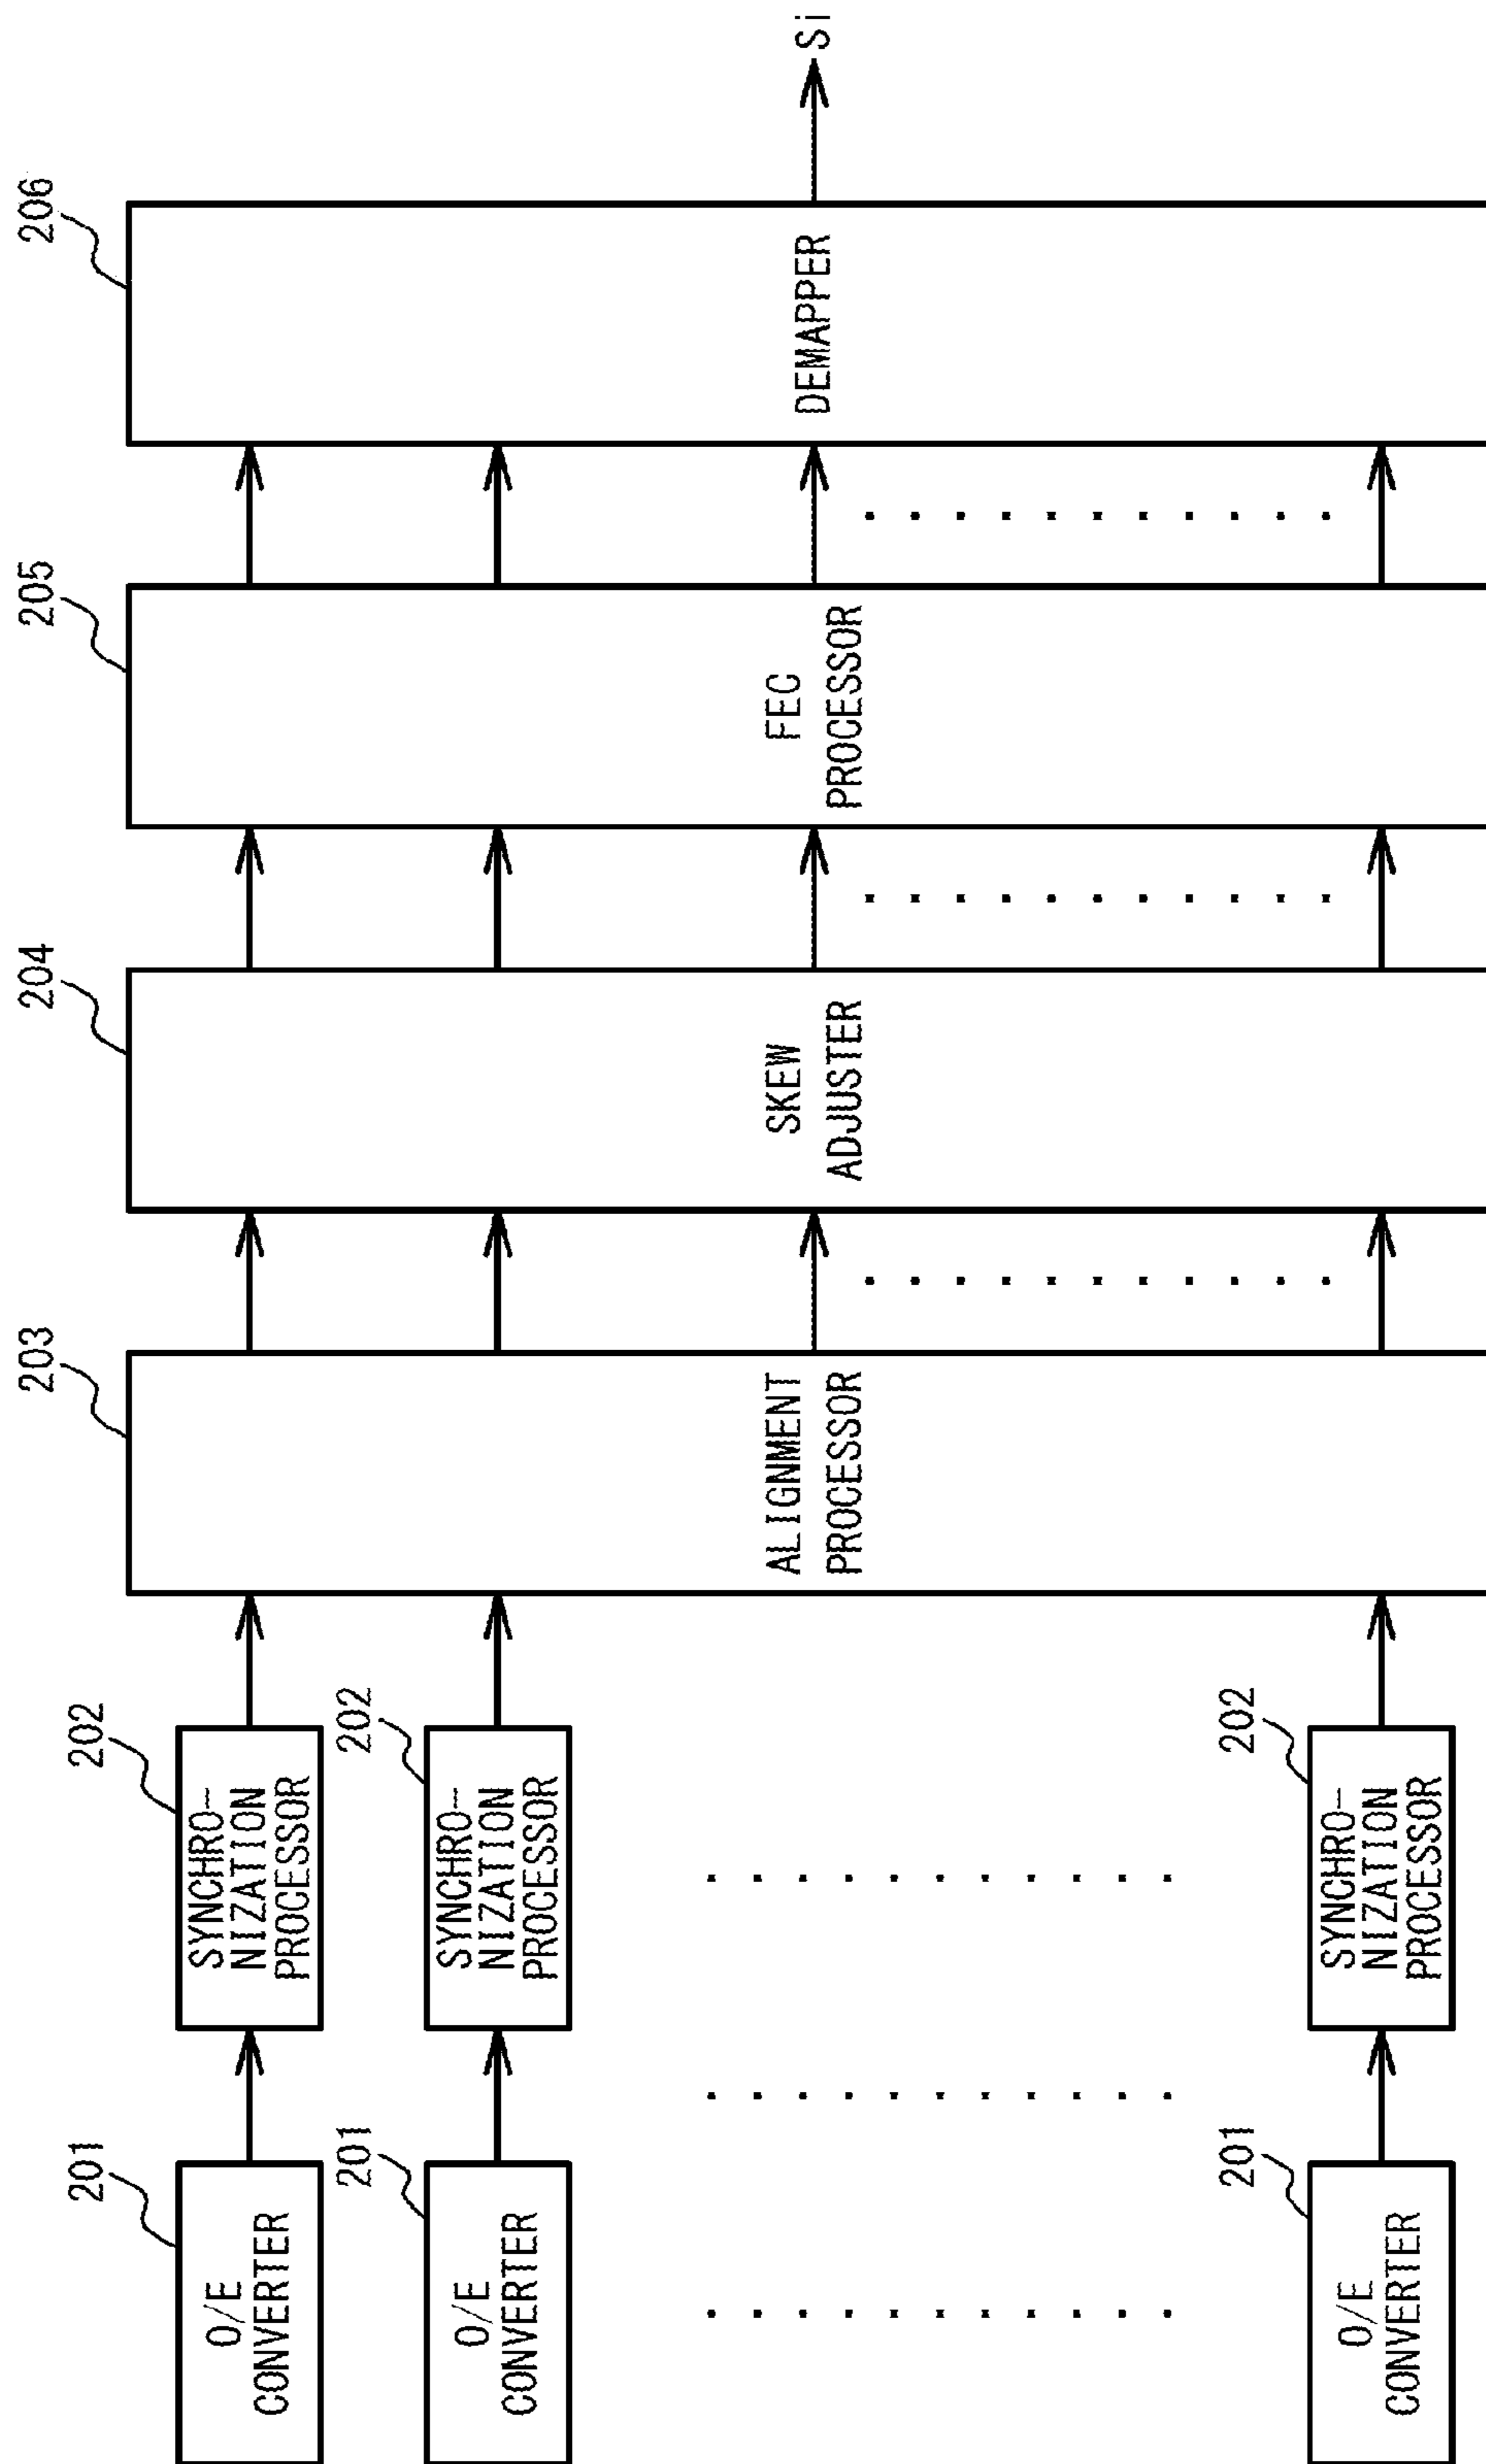 201
O/E
CONVERTER
202
SYNCHRO-
NIZATION
PROCESSOR
201
O/E
CONVERTER
202
SYNCHRO-
NIZATION
PROCESSOR
201
O/E
CONVERTER
202
SYNCHRO-
NIZATION
PROCESSOR
203
ALIGNMENT
PROCESSOR
204
SKEW
ADJUSTER
205
FEC
PROCESSOR
206
DEMAPPER
Si